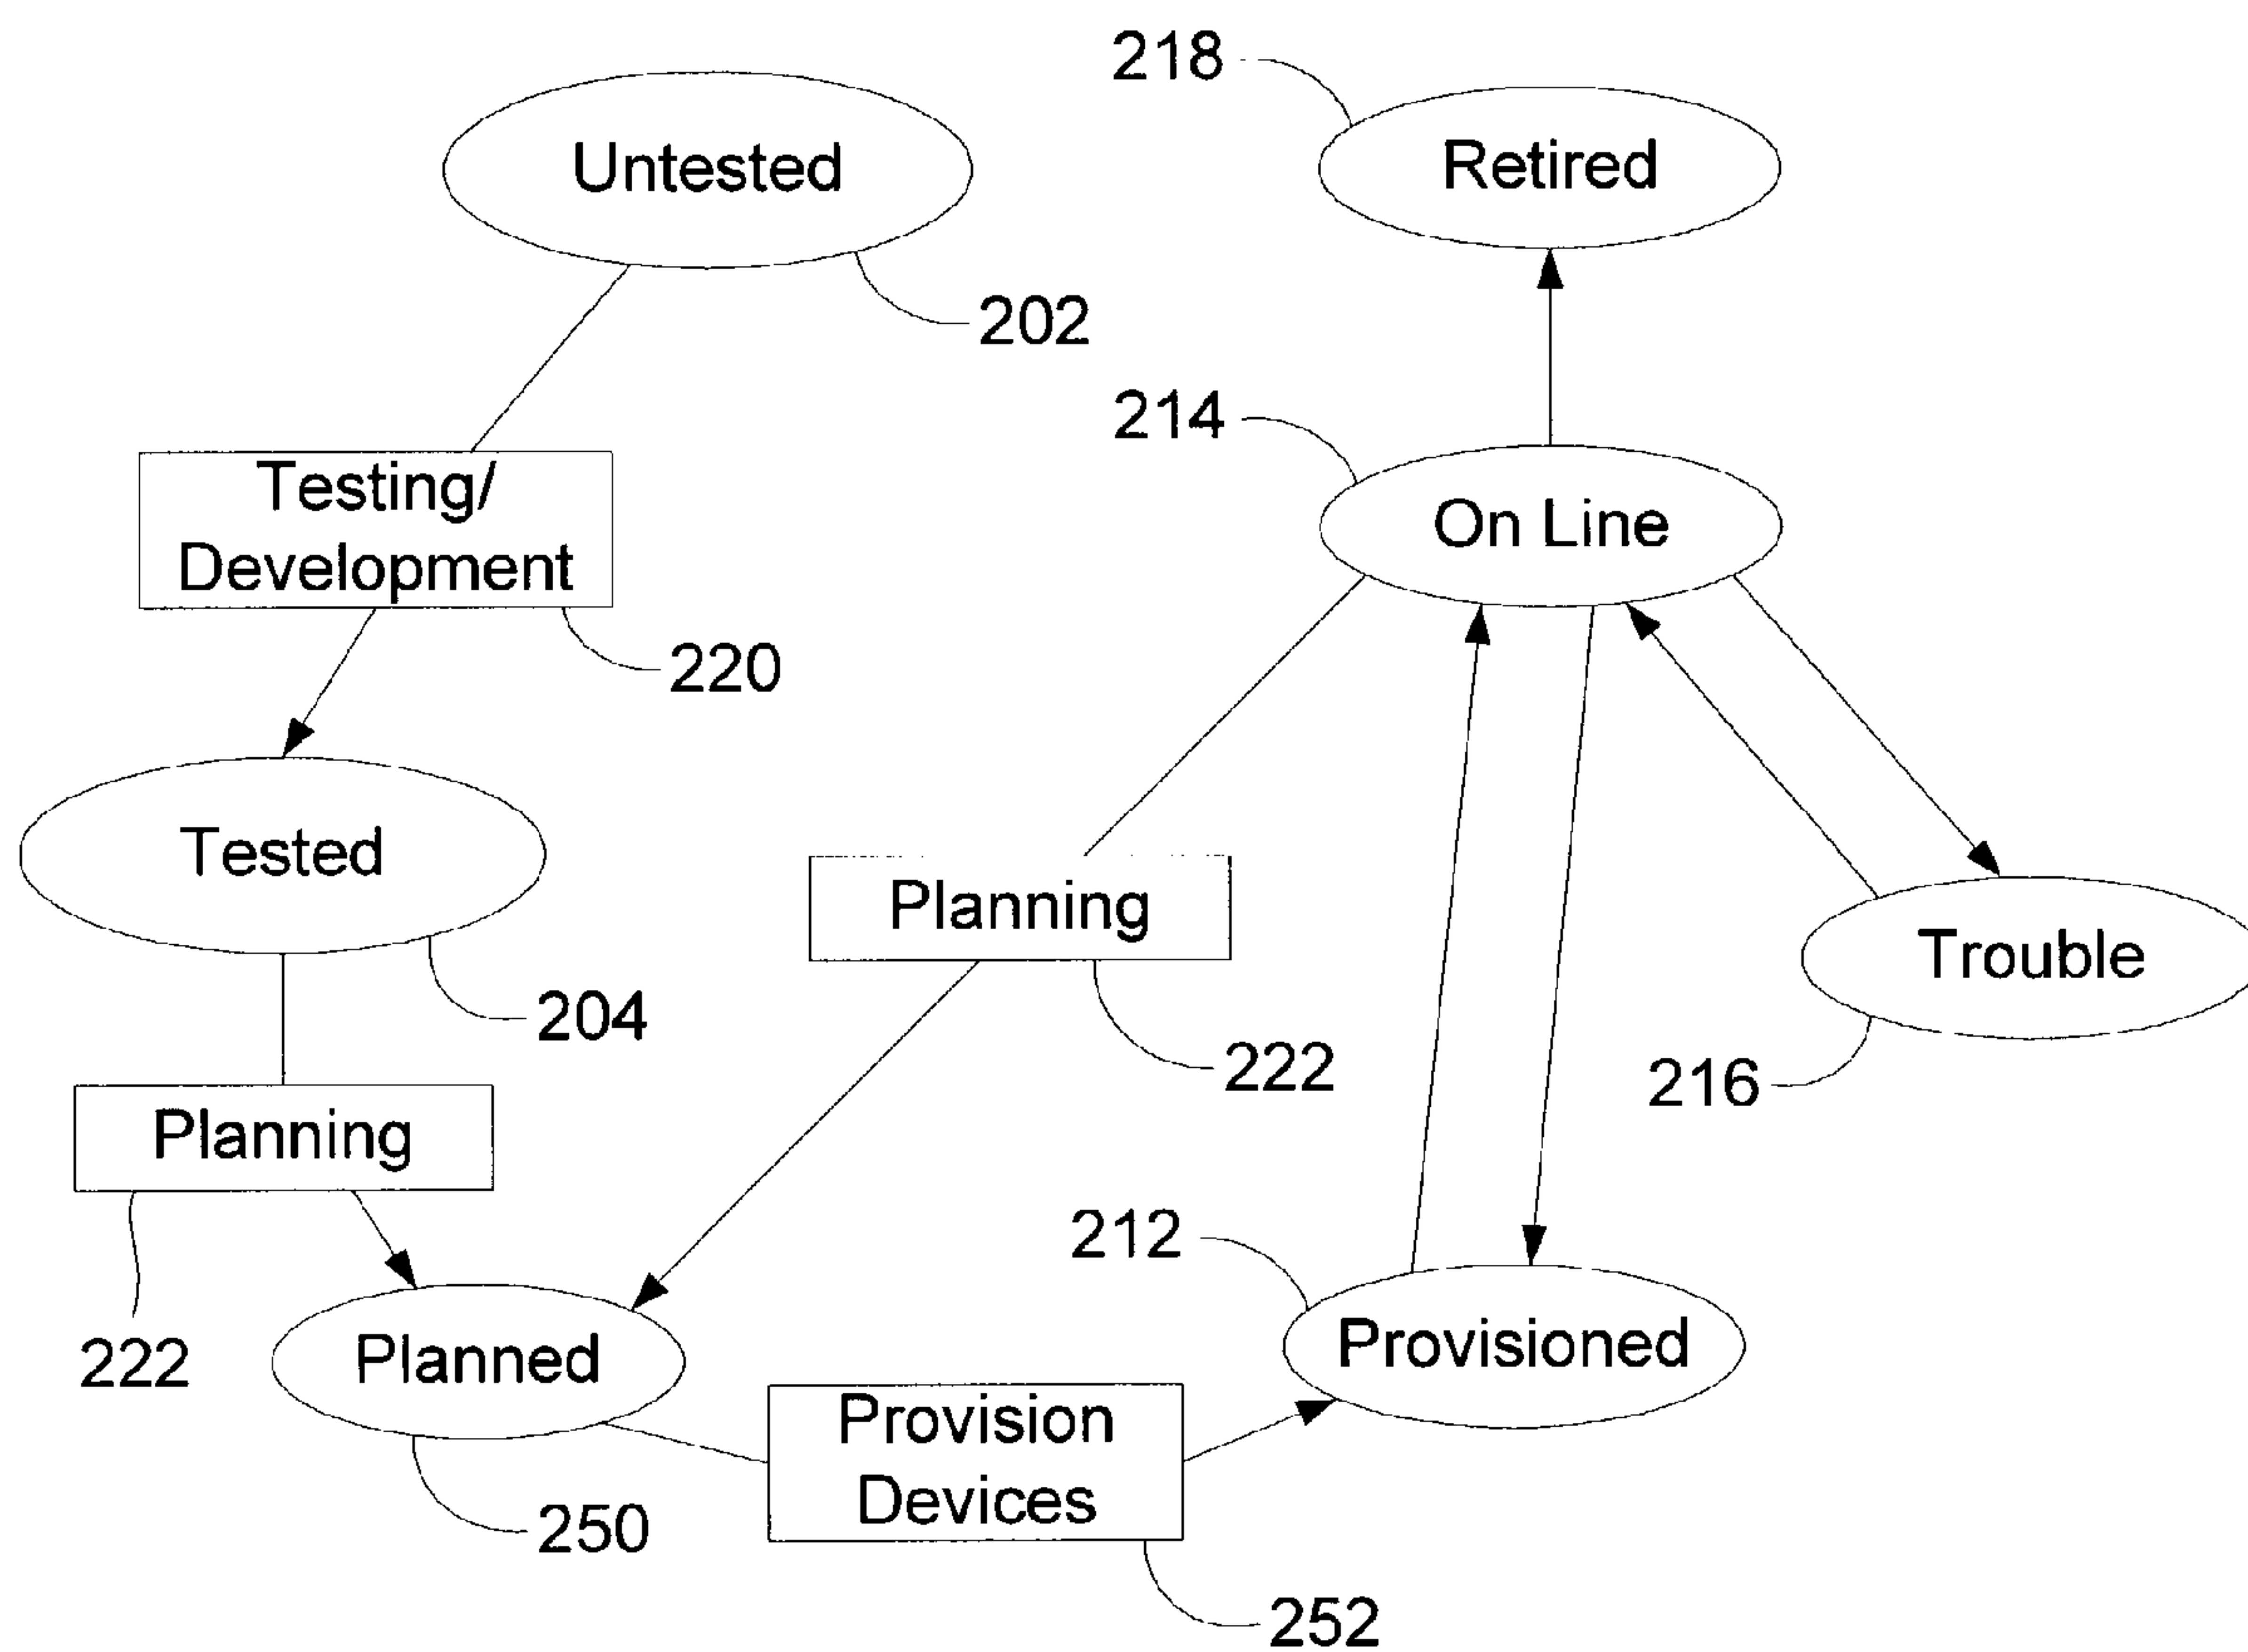 218
Untested
Retired
202
214
Testing/
Development
On Line
220
Tested
Planning
Trouble
204
222
216
Planning
212
222
Planned
Provisioned
Provision
Devices
250
252